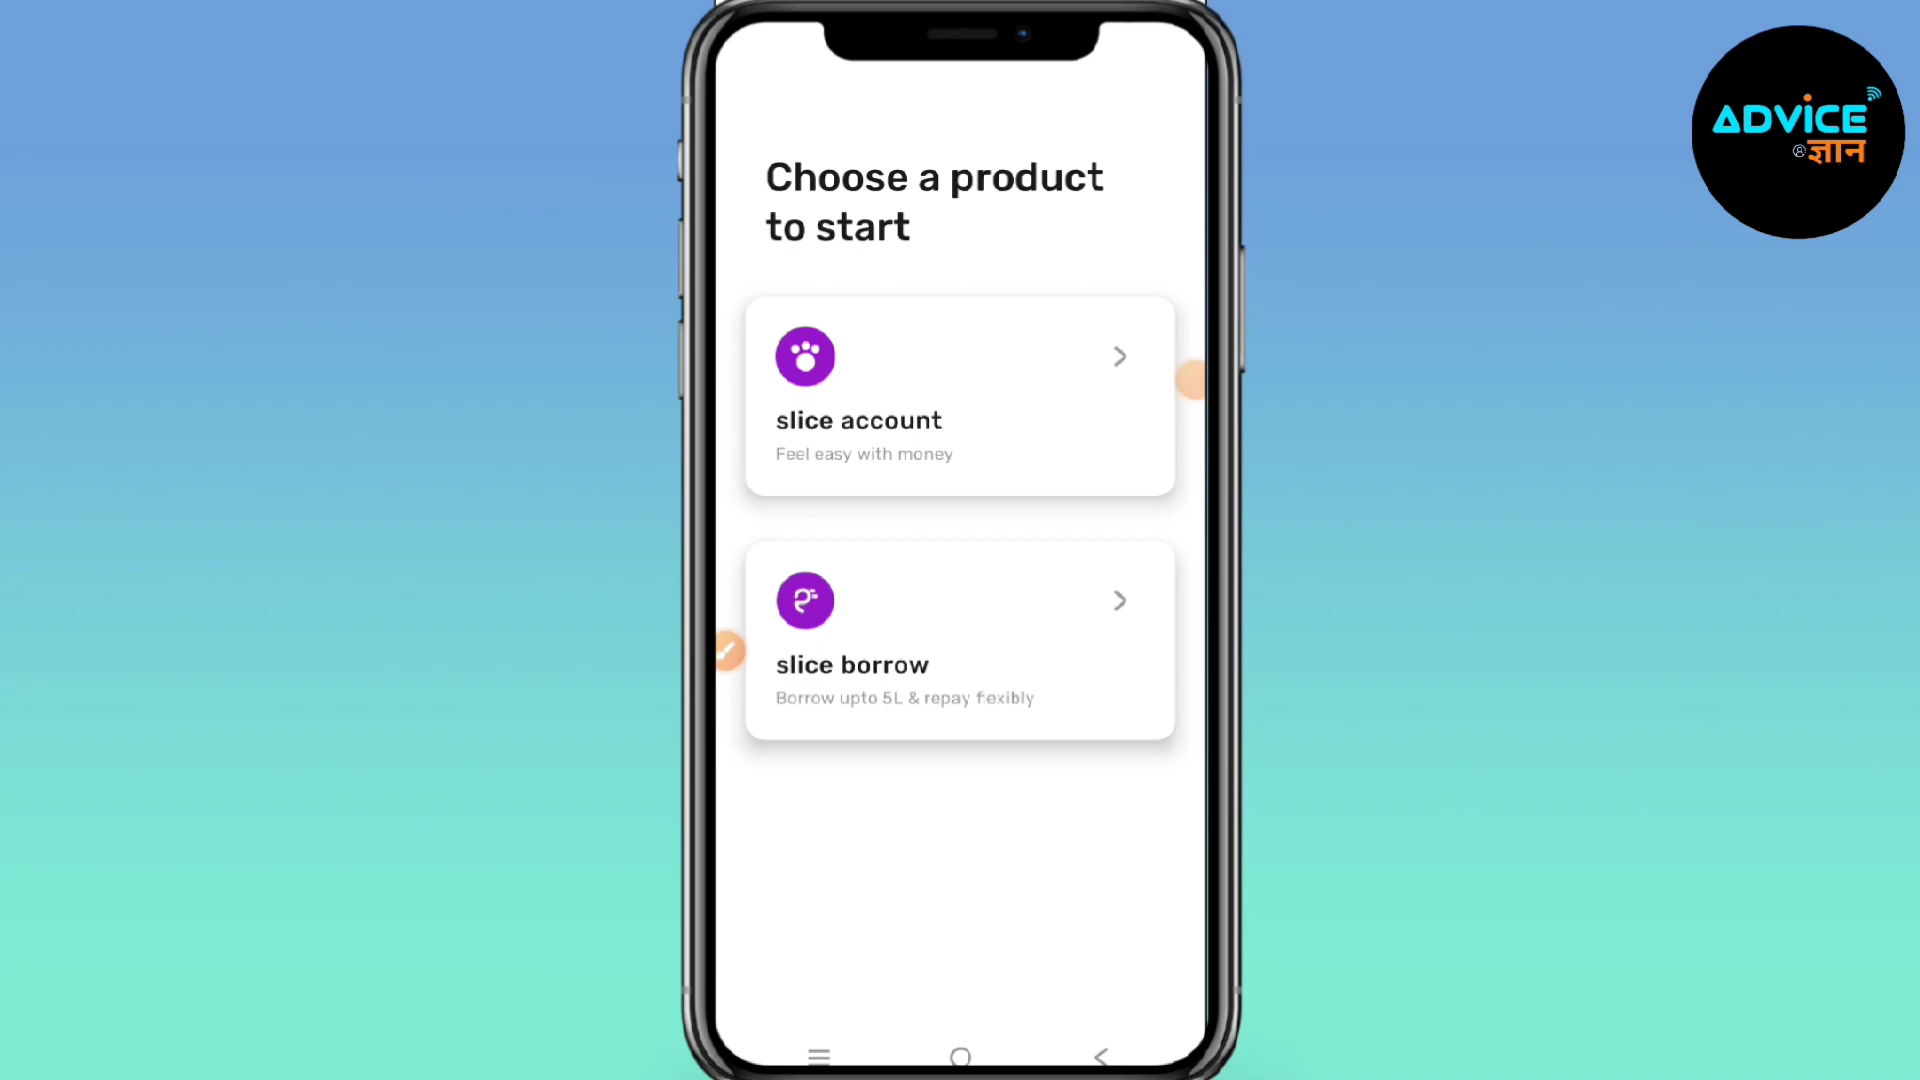 Choose a product
to start
slice account
Feel easy with money
slice borrow
Borrow upto 5L & repay flexibly
ADViCE
ज्ञान